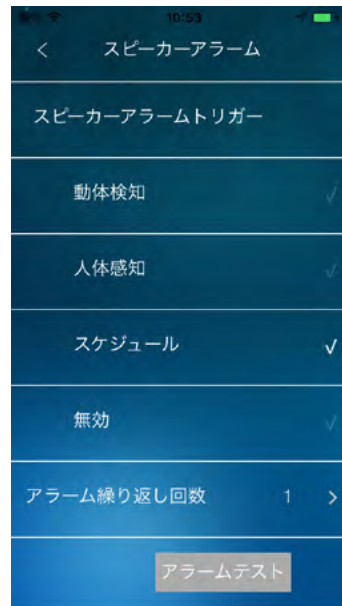 10:53
< スピーカーアラーム
スピーカーアラームトリガー
動体検知 √
人体感知 √
スケジュール √
無効 √
アラーム繰り返し回数 1 >
アラームテスト